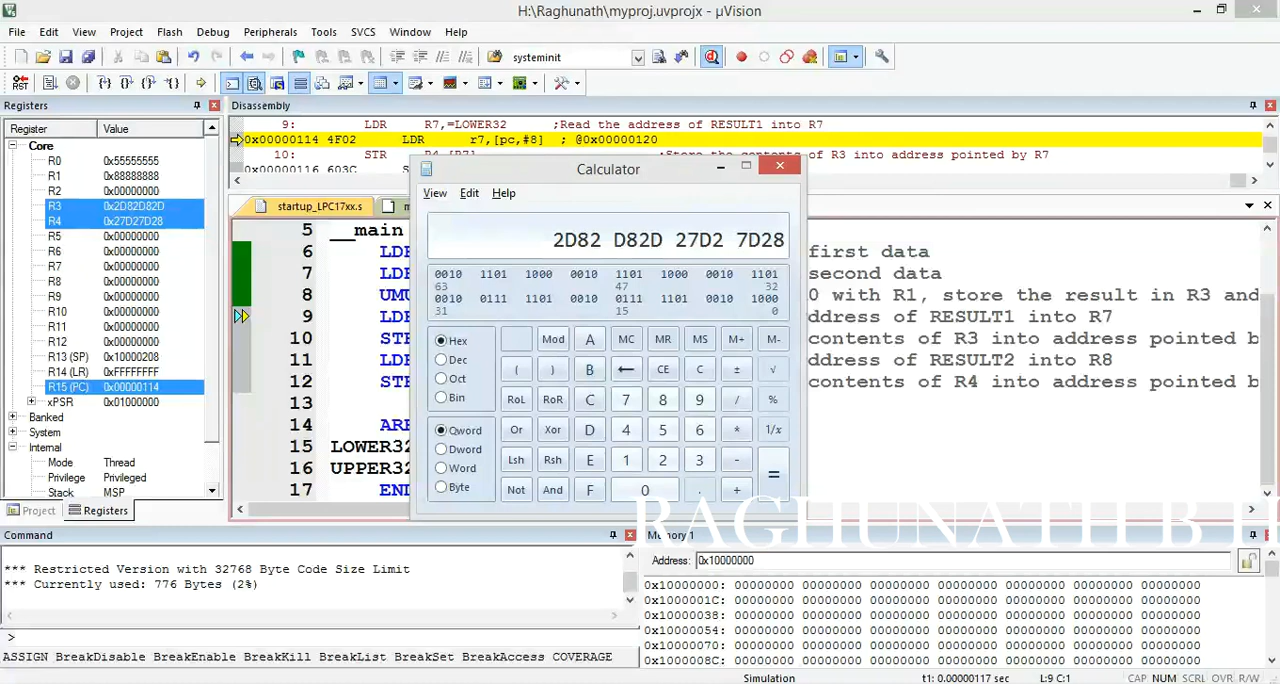 H:\Raghunath\myproj.uvprojx - µVision
File Edit View Project Flash Debug Peripherals Tools SVCS Window Help
systeminit
Registers
Register Value
Core
R0 0x55555555
R1 0x88888888
R2 0x00000000
R3 0x2D82D82D
R4 0x27D27D28
R5 0x00000000
R6 0x00000000
R7 0x00000000
R8 0x00000000
R9 0x00000000
R10 0x00000000
R11 0x00000000
R12 0x00000000
R13 (SP) 0x10000208
R14 (LR) 0xFFFFFFFF
R15 (PC) 0x00000114
xPSR 0x01000000
Banked
System
Internal
Mode Thread
Privilege Privileged
Stack MSP
Project Registers
Disassembly
9: LDR R7,=LOWER32 ;Read the address of RESULT1 into R7
0x00000114 4F02 LDR r7,[pc,#8] ; @0x00000120
10: STR R4,[R7] ;Store the contents of R3 into address pointed by R7
0x00000116 603C
startup_LPC17xx.s
5 __main
6 LD first data
7 LD second data
8 UMU 0 with R1, store the result in R3 and
9 LD ddress of RESULT1 into R7
10 ST contents of R3 into address pointed b
11 LD ddress of RESULT2 into R8
12 ST contents of R4 into address pointed b
13
14
15 LOWER32
16 UPPER32
17 EN
Calculator
View Edit Help
2D82 D82D 27D2 7D28
0010 1101 1000 0010 1101 1000 0010 1101
63 47 32
0010 0111 1101 0010 0111 1101 0010 1000
31 15 0
Hex Mod A MC MR MS M+ M-
Dec ( ) B ← CE C ± √
Oct
Bin RoL RoR C 7 8 9 / %
Qword Or Xor D 4 5 6 * 1/x
Dword Lsh Rsh E 1 2 3 - =
Word
Byte Not And F 0 . +
RAGHUNATH B H
Command
*** Restricted Version with 32768 Byte Code Size Limit
*** Currently used: 776 Bytes (2%)
>
ASSIGN BreakDisable BreakEnable BreakKill BreakList BreakSet BreakAccess COVERAGE
Memory 1
Address: 0x10000000
0x10000000: 00000000 00000000 00000000 00000000 00000000 00000000 00000000
0x1000001C: 00000000 00000000 00000000 00000000 00000000 00000000 00000000
0x10000038: 00000000 00000000 00000000 00000000 00000000 00000000 00000000
0x10000054: 00000000 00000000 00000000 00000000 00000000 00000000 00000000
0x10000070: 00000000 00000000 00000000 00000000 00000000 00000000 00000000
0x1000008C: 00000000 00000000 00000000 00000000 00000000 00000000 00000000
Simulation t1: 0.00000117 sec L:9 C:1 CAP NUM SCRL OVR R/W